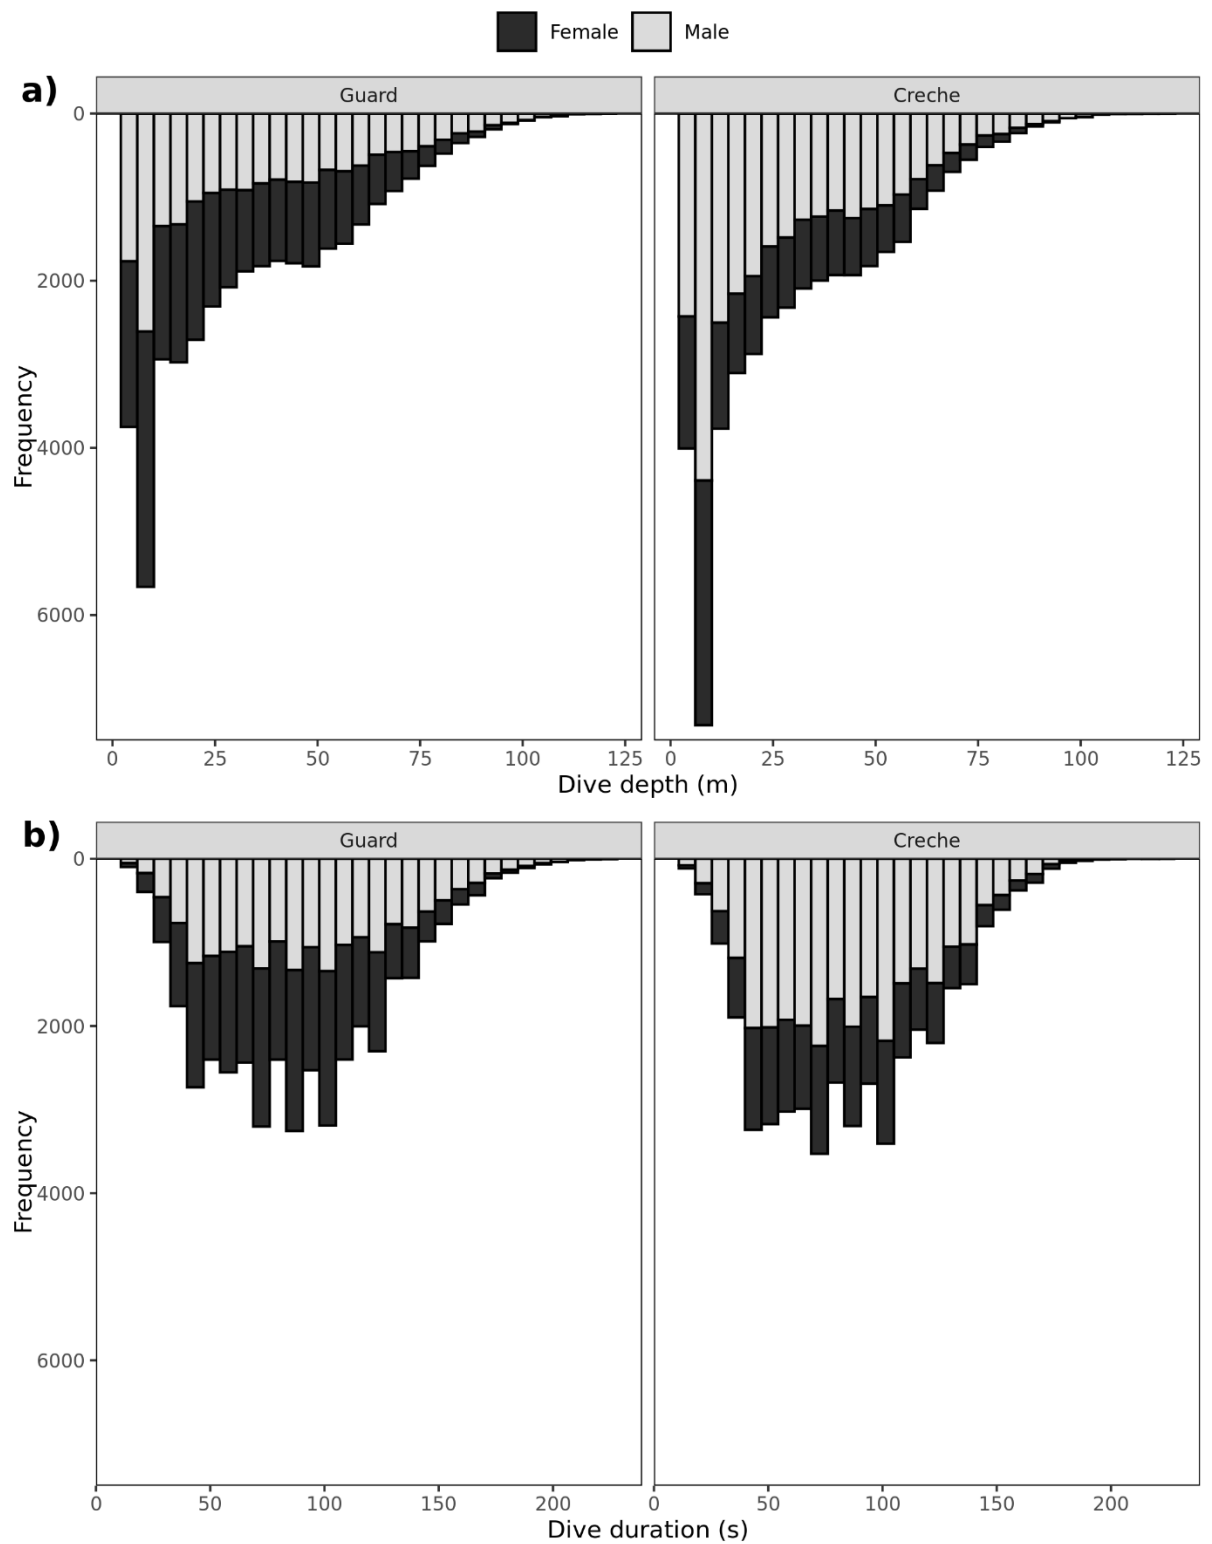 Female Male
a)
Guard Creche
0
2000
4000
6000
Frequency
0 25 50 75 100 125 0 25 50 75 100 125
Dive depth (m)
b)
Guard Creche
0
2000
4000
6000
Frequency
0 50 100 150 200 0 50 100 150 200
Dive duration (s)